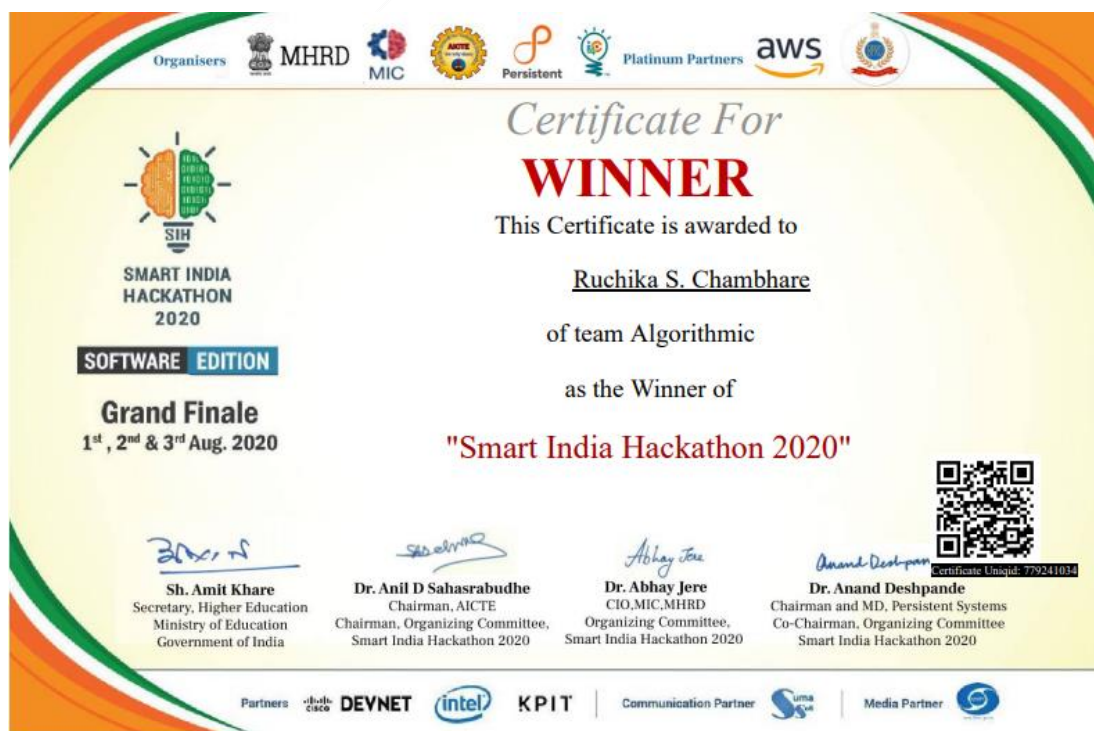 Organisers MHRD MIC AICTE Persistent Platinum Partners aws
Certificate For
WINNER
This Certificate is awarded to
Ruchika S. Chambhare
of team Algorithmic
as the Winner of
"Smart India Hackathon 2020"
SIH
SMART INDIA
HACKATHON
2020
SOFTWARE EDITION
Grand Finale
1st , 2nd & 3rd Aug. 2020
Certificate Uniqid: 779241034
Abhay Jere
Anand Deshpan
Sh. Amit Khare
Secretary, Higher Education
Ministry of Education
Government of India
Dr. Anil D Sahasrabudhe
Chairman, AICTE
Chairman, Organizing Committee,
Smart India Hackathon 2020
Dr. Abhay Jere
CIO,MIC,MHRD
Organizing Committee,
Smart India Hackathon 2020
Dr. Anand Deshpande
Chairman and MD, Persistent Systems
Co-Chairman, Organizing Committee
Smart India Hackathon 2020
Partners cisco DEVNET intel KPIT Communication Partner Media Partner